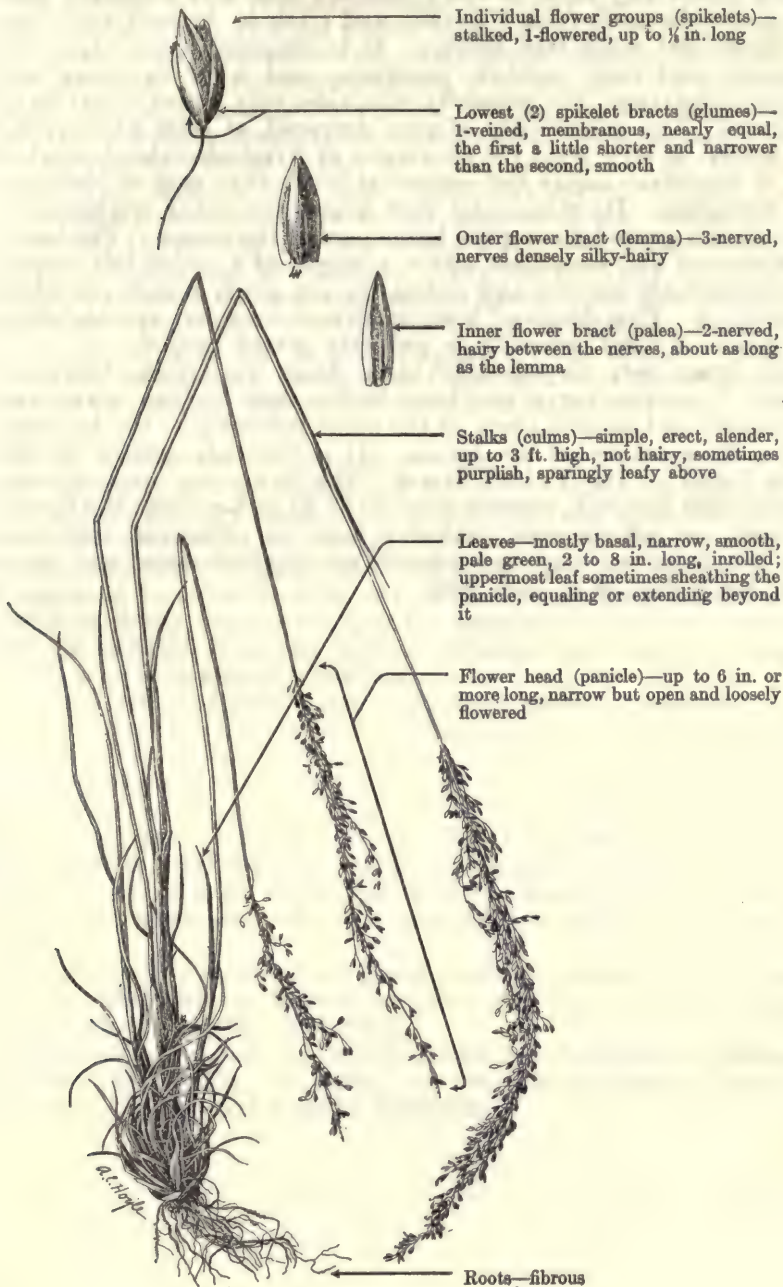 Individual flower groups (spikelets)—
stalked, 1-flowered, up to ⅛ in. long
Lowest (2) spikelet bracts (glumes)—
1-veined, membranous, nearly equal,
the first a little shorter and narrower
than the second, smooth
Outer flower bract (lemma)—3-nerved,
nerves densely silky-hairy
Inner flower bract (palea)—2-nerved,
hairy between the nerves, about as long
as the lemma
Stalks (culms)—simple, erect, slender,
up to 3 ft. high, not hairy, sometimes
purplish, sparingly leafy above
Leaves—mostly basal, narrow, smooth,
pale green, 2 to 8 in. long, inrolled;
uppermost leaf sometimes sheathing the
panicle, equaling or extending beyond
it
Flower head (panicle)—up to 6 in. or
more long, narrow but open and loosely
flowered
A.C. Hoyle
Roots—fibrous